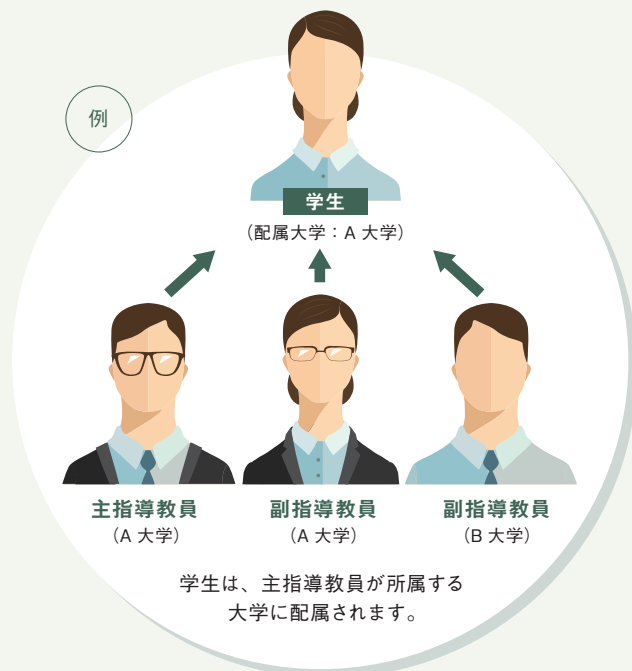 例
学生
（配属大学：A 大学）
主指導教員
（A 大学）
副指導教員
（A 大学）
副指導教員
（B 大学）
学生は、主指導教員が所属する
大学に配属されます。